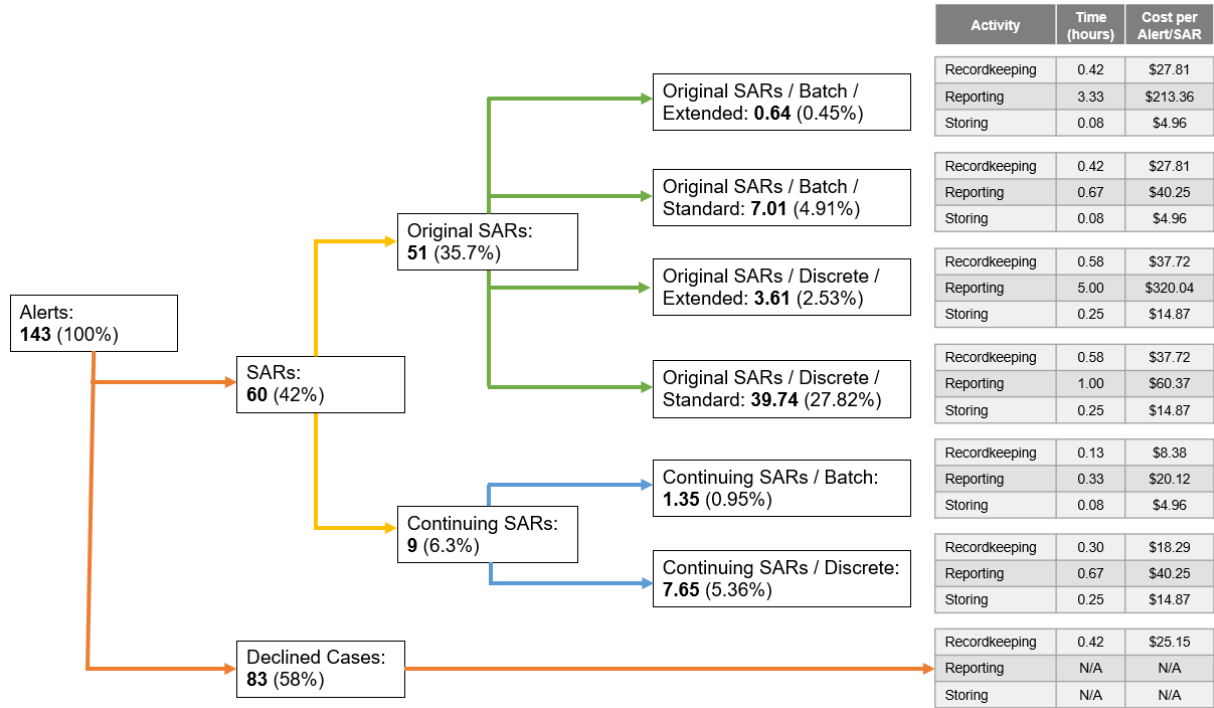 Activity Time (hours) Cost per Alert/SAR
Alerts:
143 (100%)
SARs:
60 (42%)
Original SARs:
51 (35.7%)
Original SARs / Batch /
Extended: 0.64 (0.45%)
Recordkeeping 0.42 $27.81
Reporting 3.33 $213.36
Storing 0.08 $4.96
Original SARs / Batch /
Standard: 7.01 (4.91%)
Recordkeeping 0.42 $27.81
Reporting 0.67 $40.25
Storing 0.08 $4.96
Original SARs / Discrete /
Extended: 3.61 (2.53%)
Recordkeeping 0.58 $37.72
Reporting 5.00 $320.04
Storing 0.25 $14.87
Original SARs / Discrete /
Standard: 39.74 (27.82%)
Recordkeeping 0.58 $37.72
Reporting 1.00 $60.37
Storing 0.25 $14.87
Continuing SARs:
9 (6.3%)
Continuing SARs / Batch:
1.35 (0.95%)
Recordkeeping 0.13 $8.38
Reporting 0.33 $20.12
Storing 0.08 $4.96
Continuing SARs / Discrete:
7.65 (5.36%)
Recordkeeping 0.30 $18.29
Reporting 0.67 $40.25
Storing 0.25 $14.87
Declined Cases:
83 (58%)
Recordkeeping 0.42 $25.15
Reporting N/A N/A
Storing N/A N/A